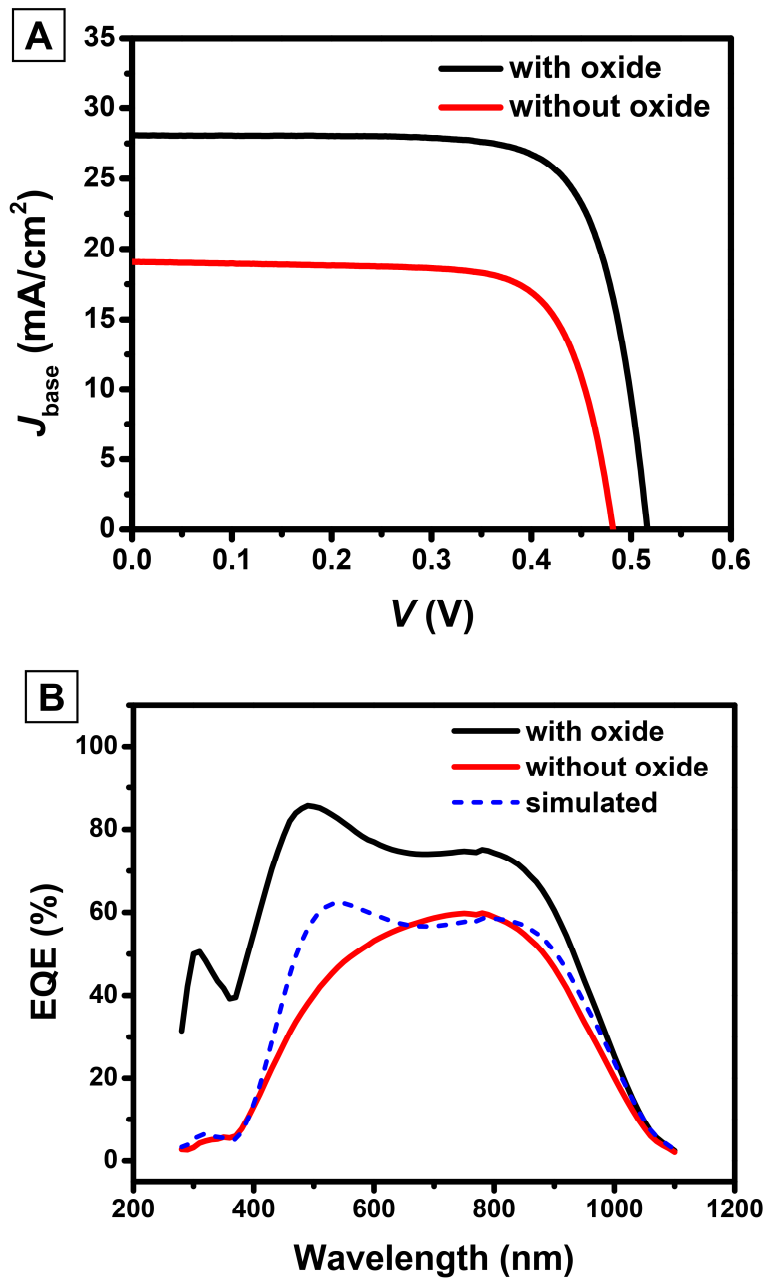 A
35
30
25
20
15
10
5
0
J base (mA/cm2)
with oxide
without oxide
0.0 0.1 0.2 0.3 0.4 0.5 0.6
V (V)
B
100
80
60
40
20
0
EQE (%)
with oxide
without oxide
simulated
200 400 600 800 1000 1200
Wavelength (nm)